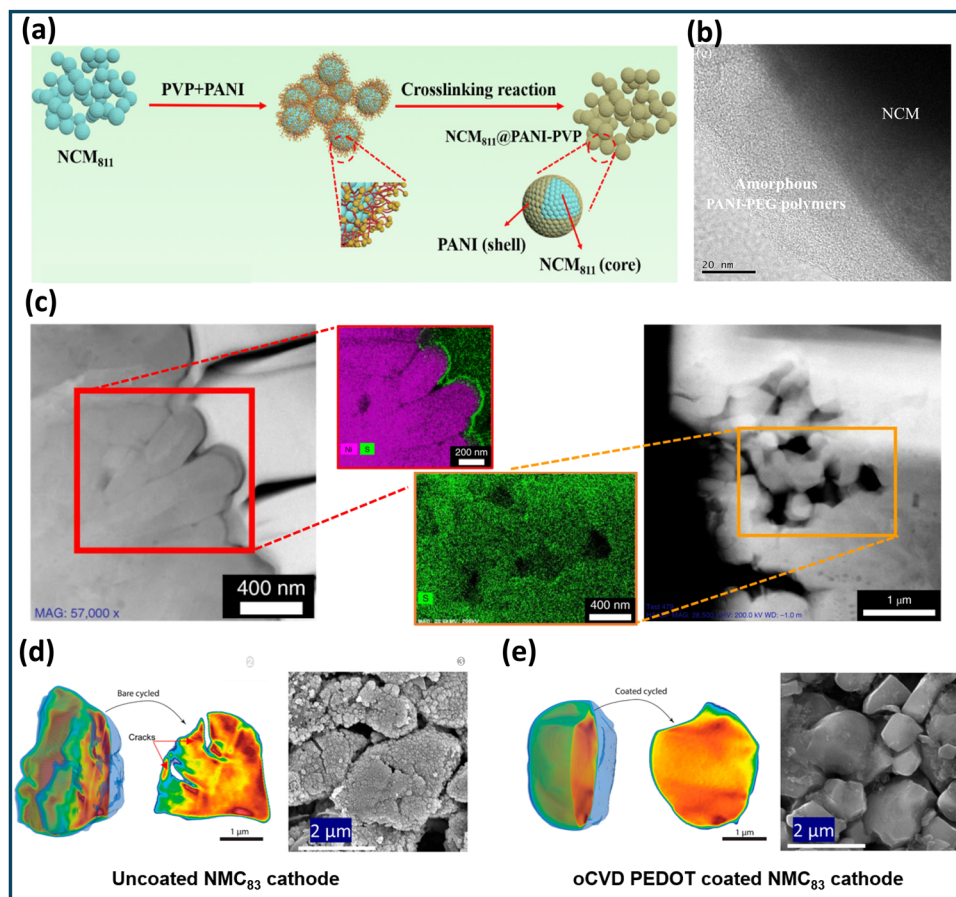 (a)
PVP+PANI
Crosslinking reaction
NCM811
NCM811@PANI-PVP
PANI (shell)
NCM811 (core)
(b)
NCM
Amorphous
PANI-PEG polymers
20 nm
(c)
400 nm
MAG: 57,000 x
Ni S
200 nm
S
400 nm
1 μm
(d)
②
③
Bare cycled
Cracks
1 μm
2 μm
Uncoated NMC83 cathode
(e)
Coated cycled
1 μm
2 μm
oCVD PEDOT coated NMC83 cathode